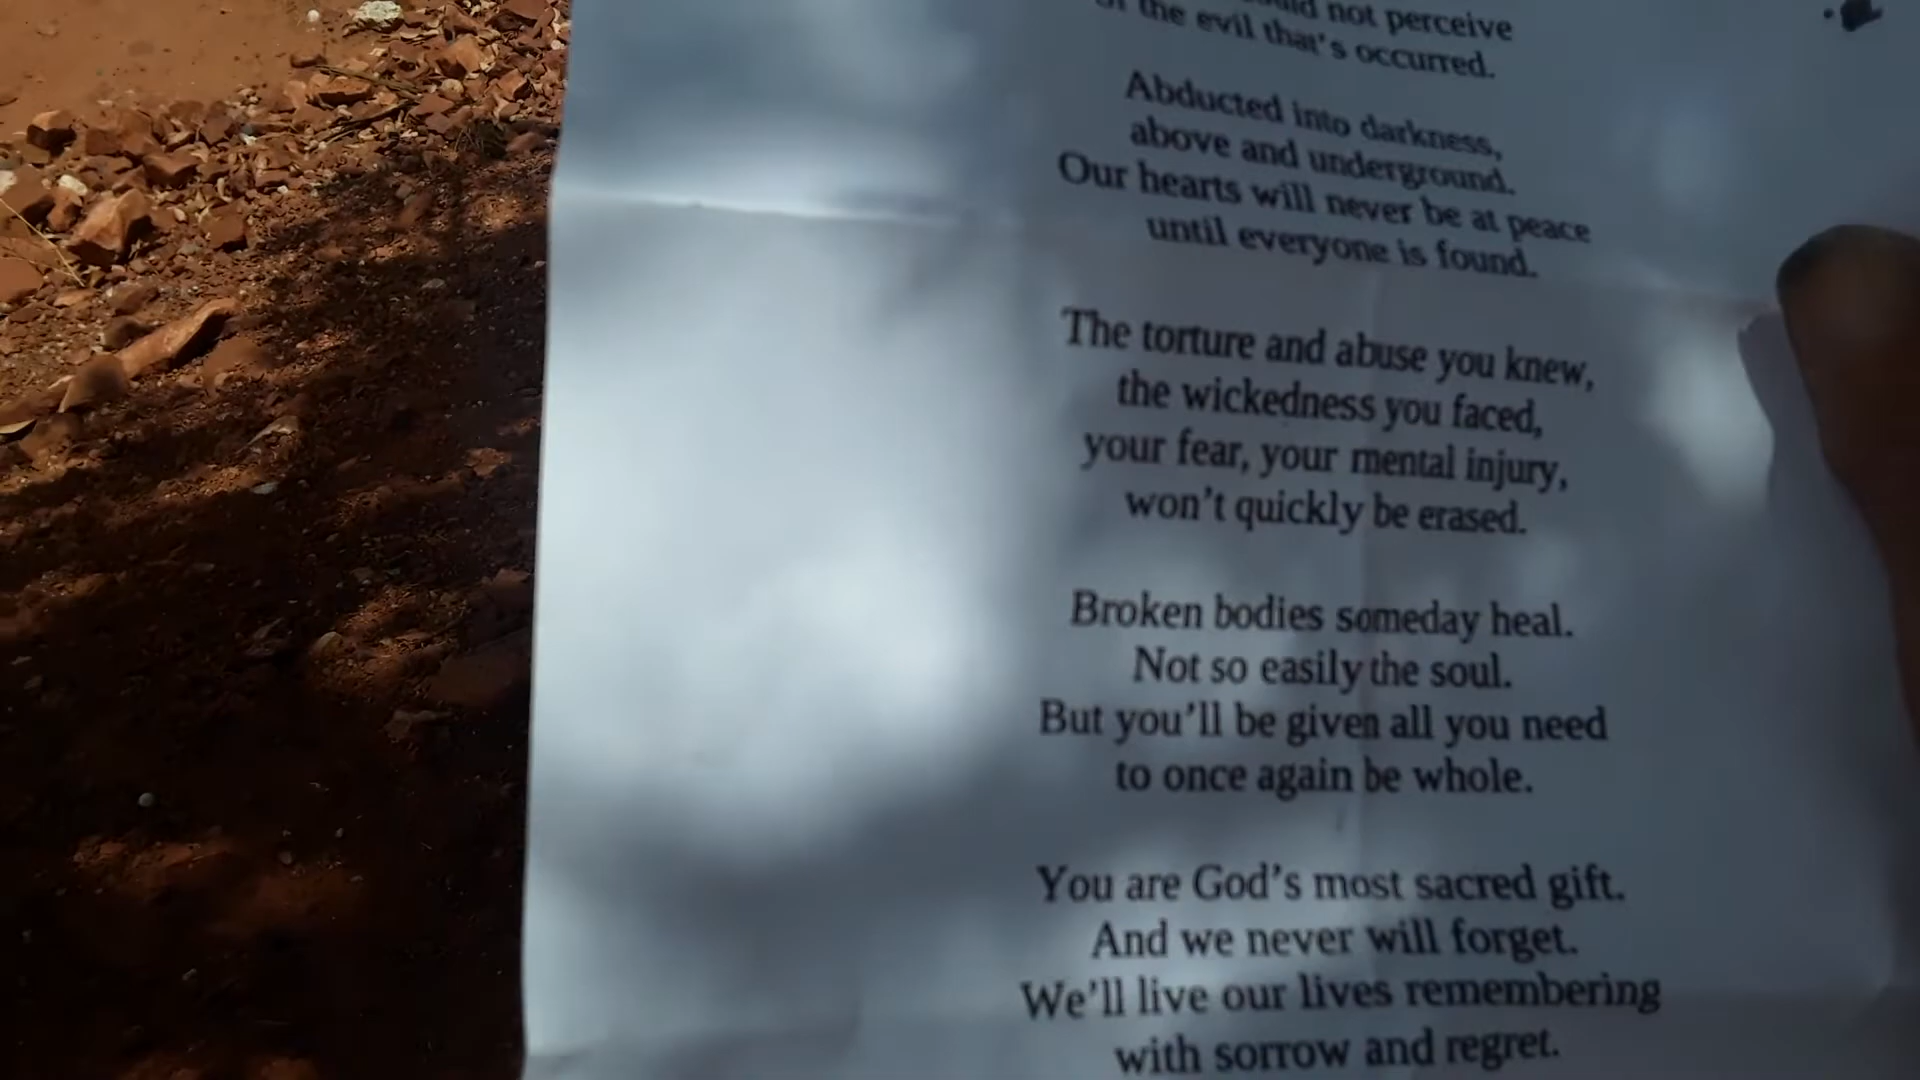 not perceive
the evil that's occurred.
Abducted into darkness,
above and underground.
Our hearts will never be at peace
until everyone is found.
The torture and abuse you knew,
the wickedness you faced,
your fear, your mental injury,
won't quickly be erased.
Broken bodies someday heal.
Not so easily the soul.
But you'll be given all you need
to once again be whole.
You are God's most sacred gift.
And we never will forget.
We'll live our lives remembering
with sorrow and regret.